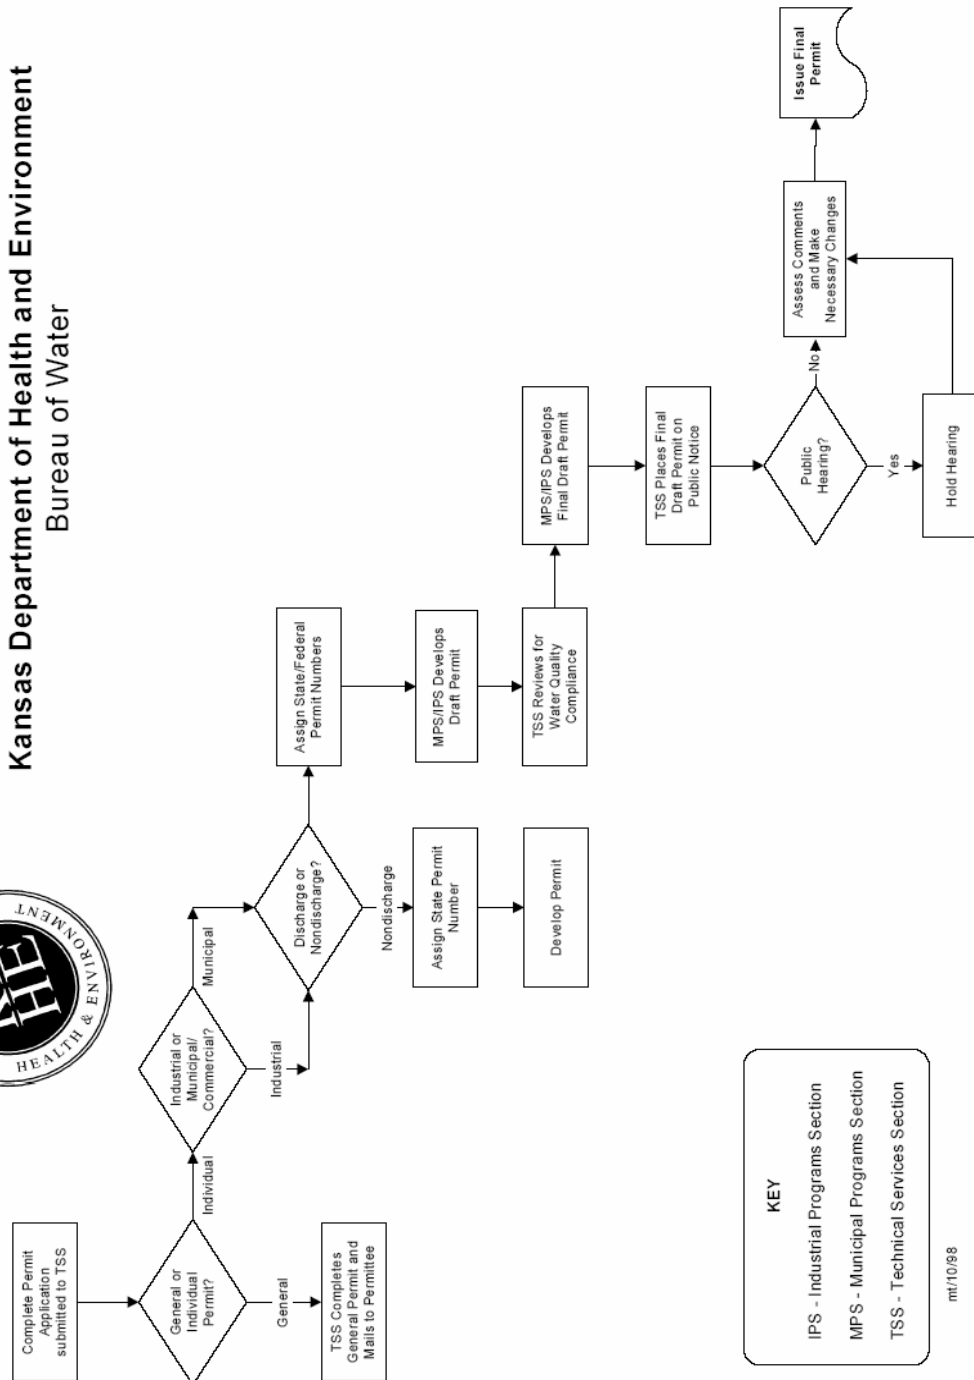 Kansas Department of Health and Environment
Bureau of Water
HE
HEALTH & ENVIRONMENT
Complete Permit
Application
submitted to TSS
General or
Individual
Permit?
Individual
General
TSS Completes
General Permit and
Mails to Permittee
Industrial or
Municipal/
Commercial?
Municipal
Industrial
Discharge or
Nondischarge?
Nondischarge
Assign State Permit
Number
Develop Permit
Assign State/Federal
Permit Numbers
MPS/IPS Develops
Draft Permit
TSS Reviews for
Water Quality
Compliance
MPS/IPS Develops
Final Draft Permit
TSS Places Final
Draft Permit on
Public Notice
Public
Hearing?
No
Yes
Hold Hearing
Assess Comments
and Make
Necessary Changes
Issue Final
Permit
KEY
IPS - Industrial Programs Section
MPS - Municipal Programs Section
TSS - Technical Services Section
mt/10/98